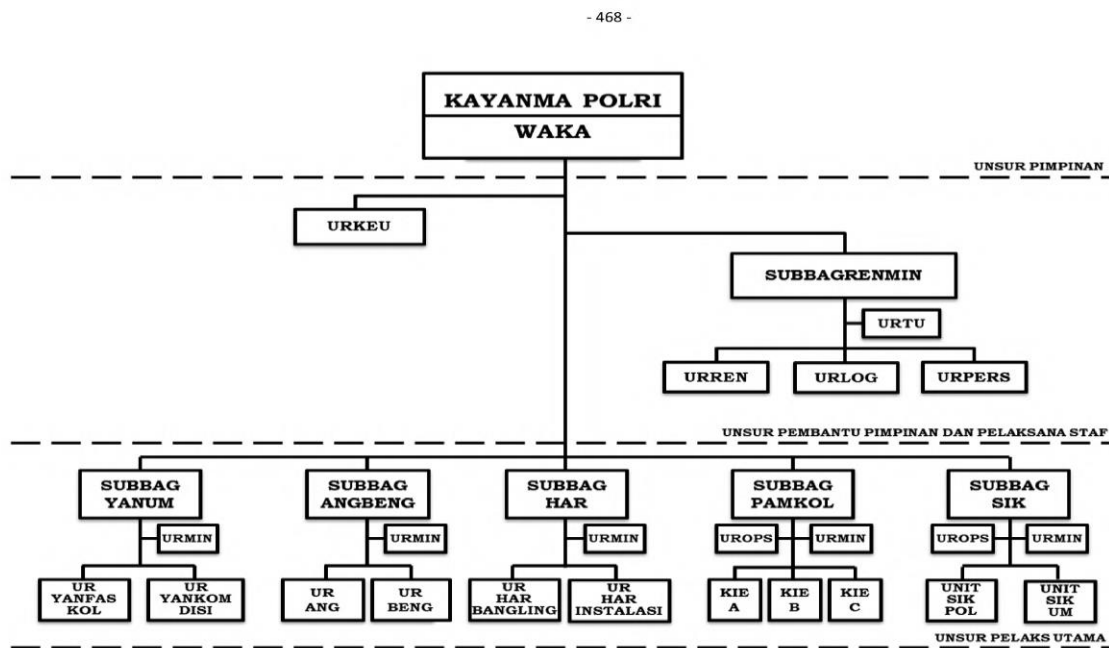 - 468 -
KAYANMA POLRI
WAKA
UNSUR PIMPINAN
URKEU
SUBBAGRENMIN
URTU
URREN
URLOG
URPERS
UNSUR PEMBANTU PIMPINAN DAN PELAKSANA STAF
SUBBAG
YANUM
SUBBAG
ANGBENG
SUBBAG
HAR
SUBBAG
PAMKOL
SUBBAG
SIK
URMIN
URMIN
URMIN
UROPS
URMIN
UROPS
URMIN
UR
YANFAS
KOL
UR
YANKOM
DISI
UR
ANG
UR
BENG
UR
HAR
BANGLING
UR
HAR
INSTALASI
KIE
A
KIE
B
KIE
C
UNIT
SIK
POL
UNIT
SIK
UM
UNSUR PELAKS UTAMA